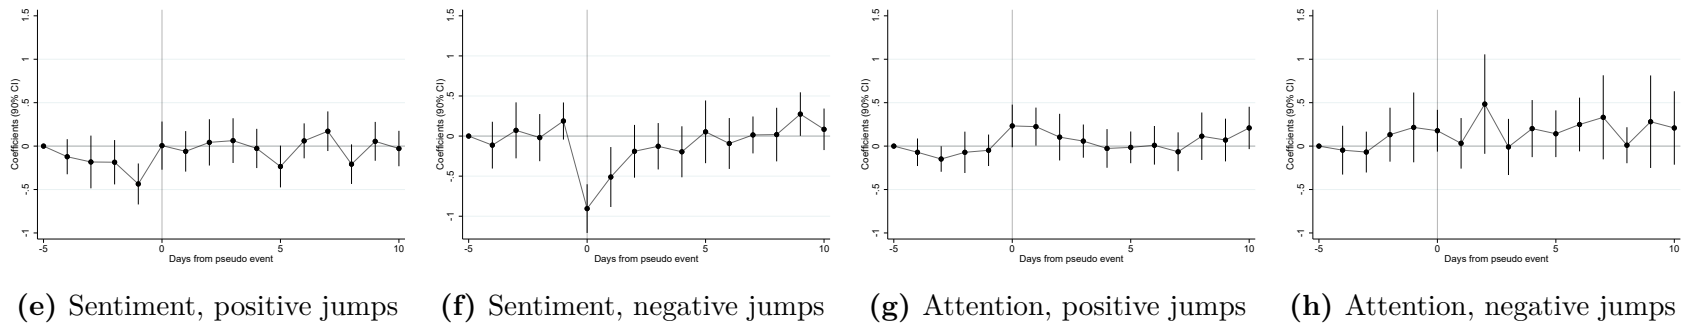 Coefficients (90% CI)
-1 -.5 0 .5 1 1.5
-5 0 5 10
Days from pseudo event
(e) Sentiment, positive jumps
Coefficients (90% CI)
-1 -.5 0 .5 1 1.5
-5 0 5 10
Days from pseudo event
(f) Sentiment, negative jumps
Coefficients (90% CI)
-1 -.5 0 .5 1 1.5
-5 0 5 10
Days from pseudo event
(g) Attention, positive jumps
Coefficients (90% CI)
-1 -.5 0 .5 1 1.5
-5 0 5 10
Days from pseudo event
(h) Attention, negative jumps